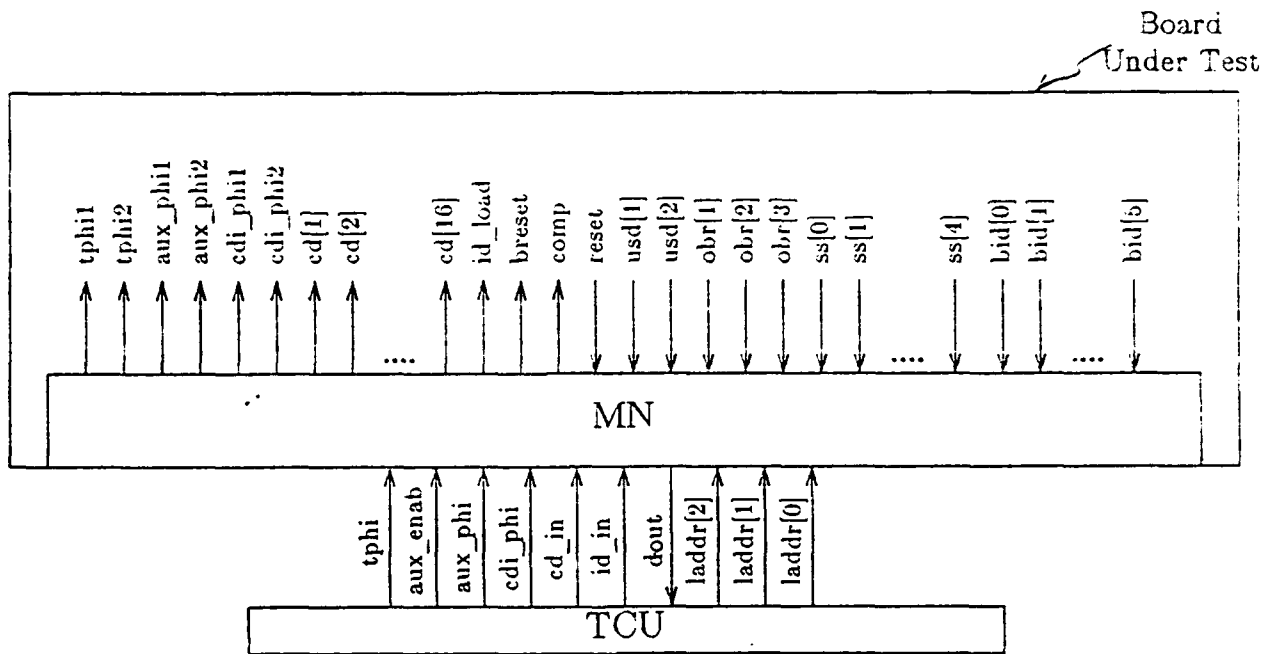 Board
Under Test
tphi1
tphi2
aux_phi1
aux_phi2
cdi_phi1
cdi_phi2
cd[1]
cd[2]
....
cd[16]
id_load
breset
comp
reset
usd[1]
usd[2]
obr[1]
obr[2]
obr[3]
ss[0]
ss[1]
....
ss[4]
bid[0]
bid[1]
....
bid[5]
MN
tphi
aux_enab
aux_phi
cdi_phi
cd_in
id_in
dout
laddr[2]
laddr[1]
laddr[0]
TCU